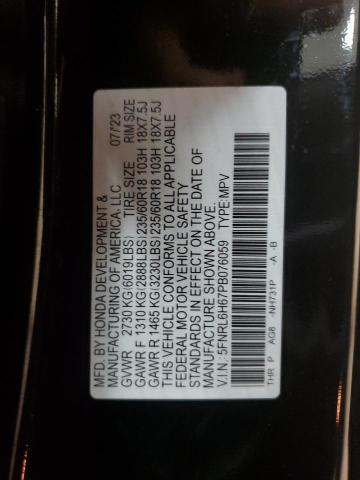 MFD. BY HONDA DEVELOPMENT &
MANUFACTURING OF AMERICA, LLC 07/23
GVWR 2730 KG(6019LBS) TIRE SIZE RIM SIZE
GAWR F 1310 KG(2888LBS)235/60R18 103H 18X7.5J
GAWR R 1465 KG(3230LBS)235/60R18 103H 18X7.5J
THIS VEHICLE CONFORMS TO ALL APPLICABLE
FEDERAL MOTOR VEHICLE SAFETY
STANDARDS IN EFFECT ON THE DATE OF
MANUFACTURE SHOWN ABOVE.
V.I.N.: 5FNRL6H67PB076059 TYPE:MPV
THR P AG8 -NH731P -A -B